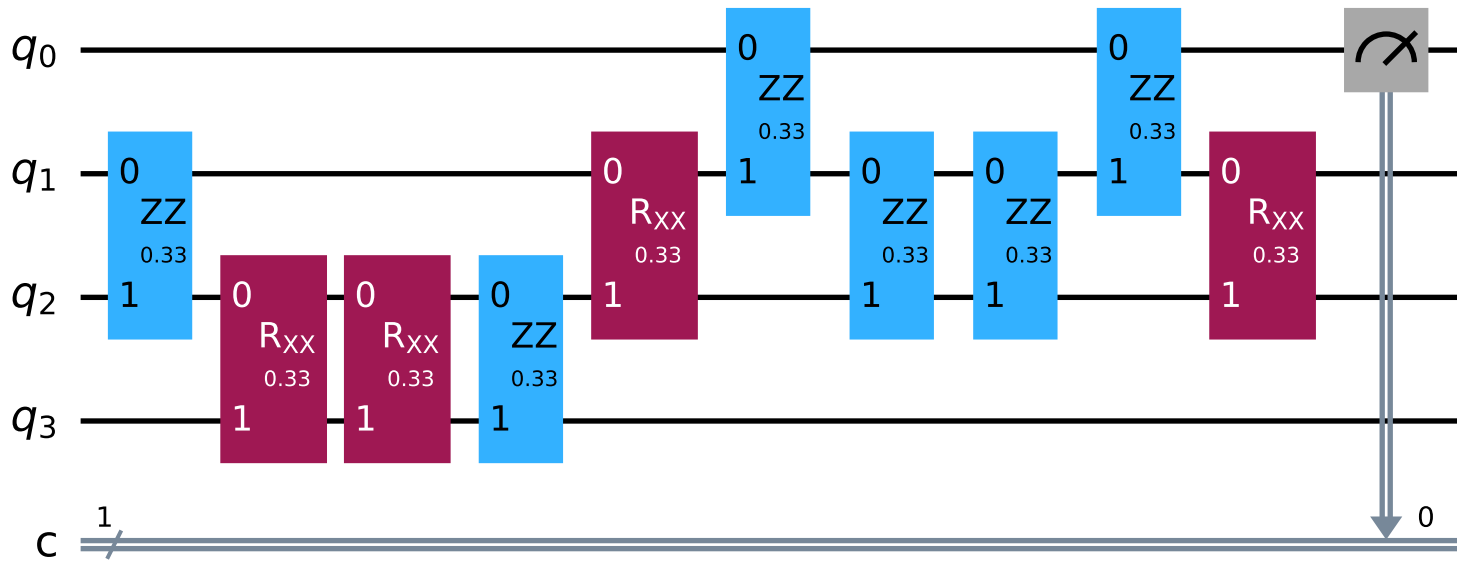 q0 0 ZZ 0.33 1 0 ZZ 0.33 1
q1 0 ZZ 0.33 1 0 RXX 0.33 1 0 ZZ 0.33 1 0 ZZ 0.33 1 0 RXX 0.33 1
q2 0 RXX 0.33 1 0 RXX 0.33 1 0 ZZ 0.33 1
q3
c 1 0